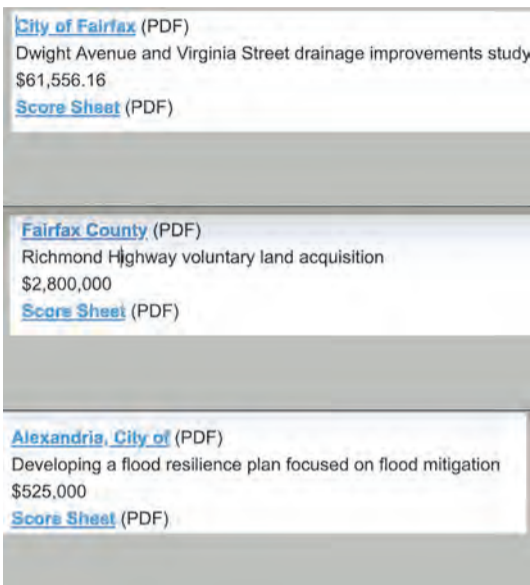 City of Fairfax (PDF)
Dwight Avenue and Virginia Street drainage improvements study
$61,556.16
Score Sheet (PDF)
Fairfax County (PDF)
Richmond Highway voluntary land acquisition
$2,800,000
Score Sheet (PDF)
Alexandria, City of (PDF)
Developing a flood resilience plan focused on flood mitigation
$525,000
Score Sheet (PDF)